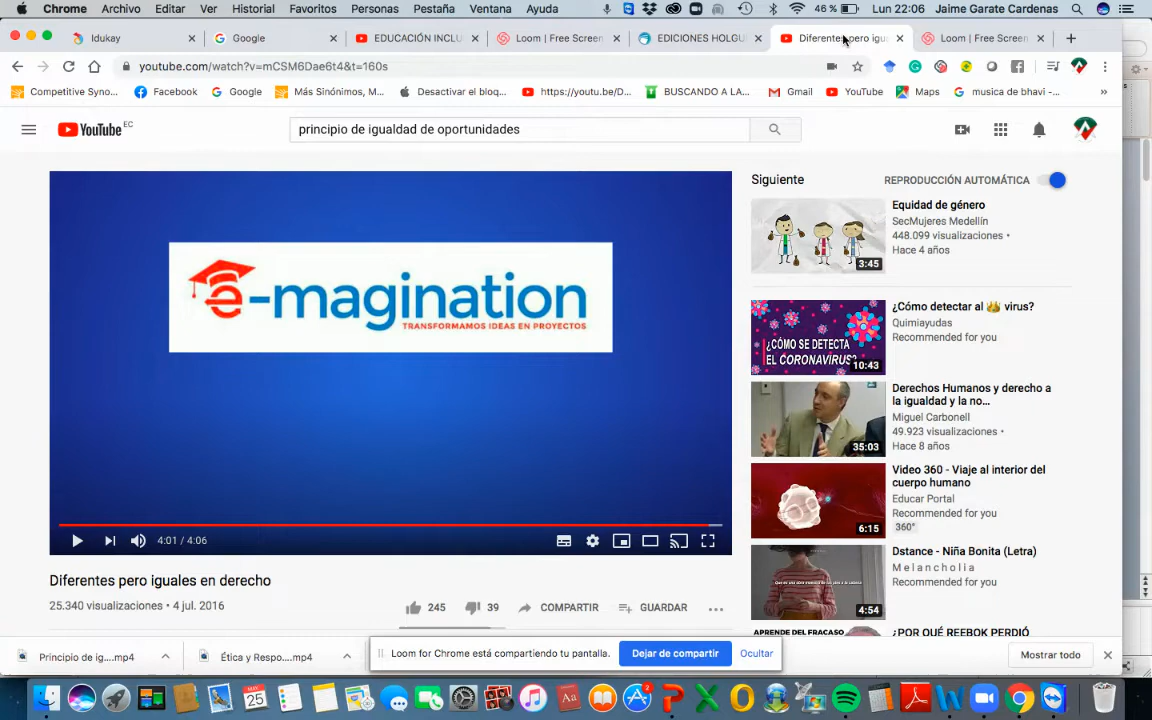 Chrome Archivo Editar Ver Historial Favoritos Personas Pestaña Ventana Ayuda 46 % Lun 22:06 Jaime Garate Cardenas
Idukay Google EDUCACIÓN INCLU Loom | Free Screen EDICIONES HOLGU Diferentes pero igua Loom | Free Screen
youtube.com/watch?v=mCSM6Dae6t4&t=160s
Competitive Syno... Facebook Google Más Sinónimos, M... Desactivar el bloq... https://youtu.be/D... BUSCANDO A LA... Gmail YouTube Maps musica de bhavi -... »
YouTube EC principio de igualdad de oportunidades
Siguiente REPRODUCCIÓN AUTOMÁTICA
e-magination
TRANSFORMAMOS IDEAS EN PROYECTOS
4:01 / 4:06
Diferentes pero iguales en derecho
25.340 visualizaciones • 4 jul. 2016
245 39 COMPARTIR GUARDAR
Equidad de género
SecMujeres Medellín
448.099 visualizaciones •
Hace 4 años
3:45
¿Cómo detectar al 👑 virus?
Quimiayudas
Recommended for you
¿CÓMO SE DETECTA
EL CORONAVIRUS?
10:43
Derechos Humanos y derecho a
la igualdad y la no...
Miguel Carbonell
49.923 visualizaciones •
Hace 8 años
35:03
Video 360 - Viaje al interior del
cuerpo humano
Educar Portal
Recommended for you
360°
6:15
Dstance - Niña Bonita (Letra)
M e l a n c h o l i a
Recommended for you
4:54
APRENDE DEL FRACASO
¿POR QUÉ REEBOK PERDIÓ
Principio de ig....mp4 Ética y Respo....mp4 Loom for Chrome está compartiendo tu pantalla. Dejar de compartir Ocultar Mostrar todo
MAY
25
2